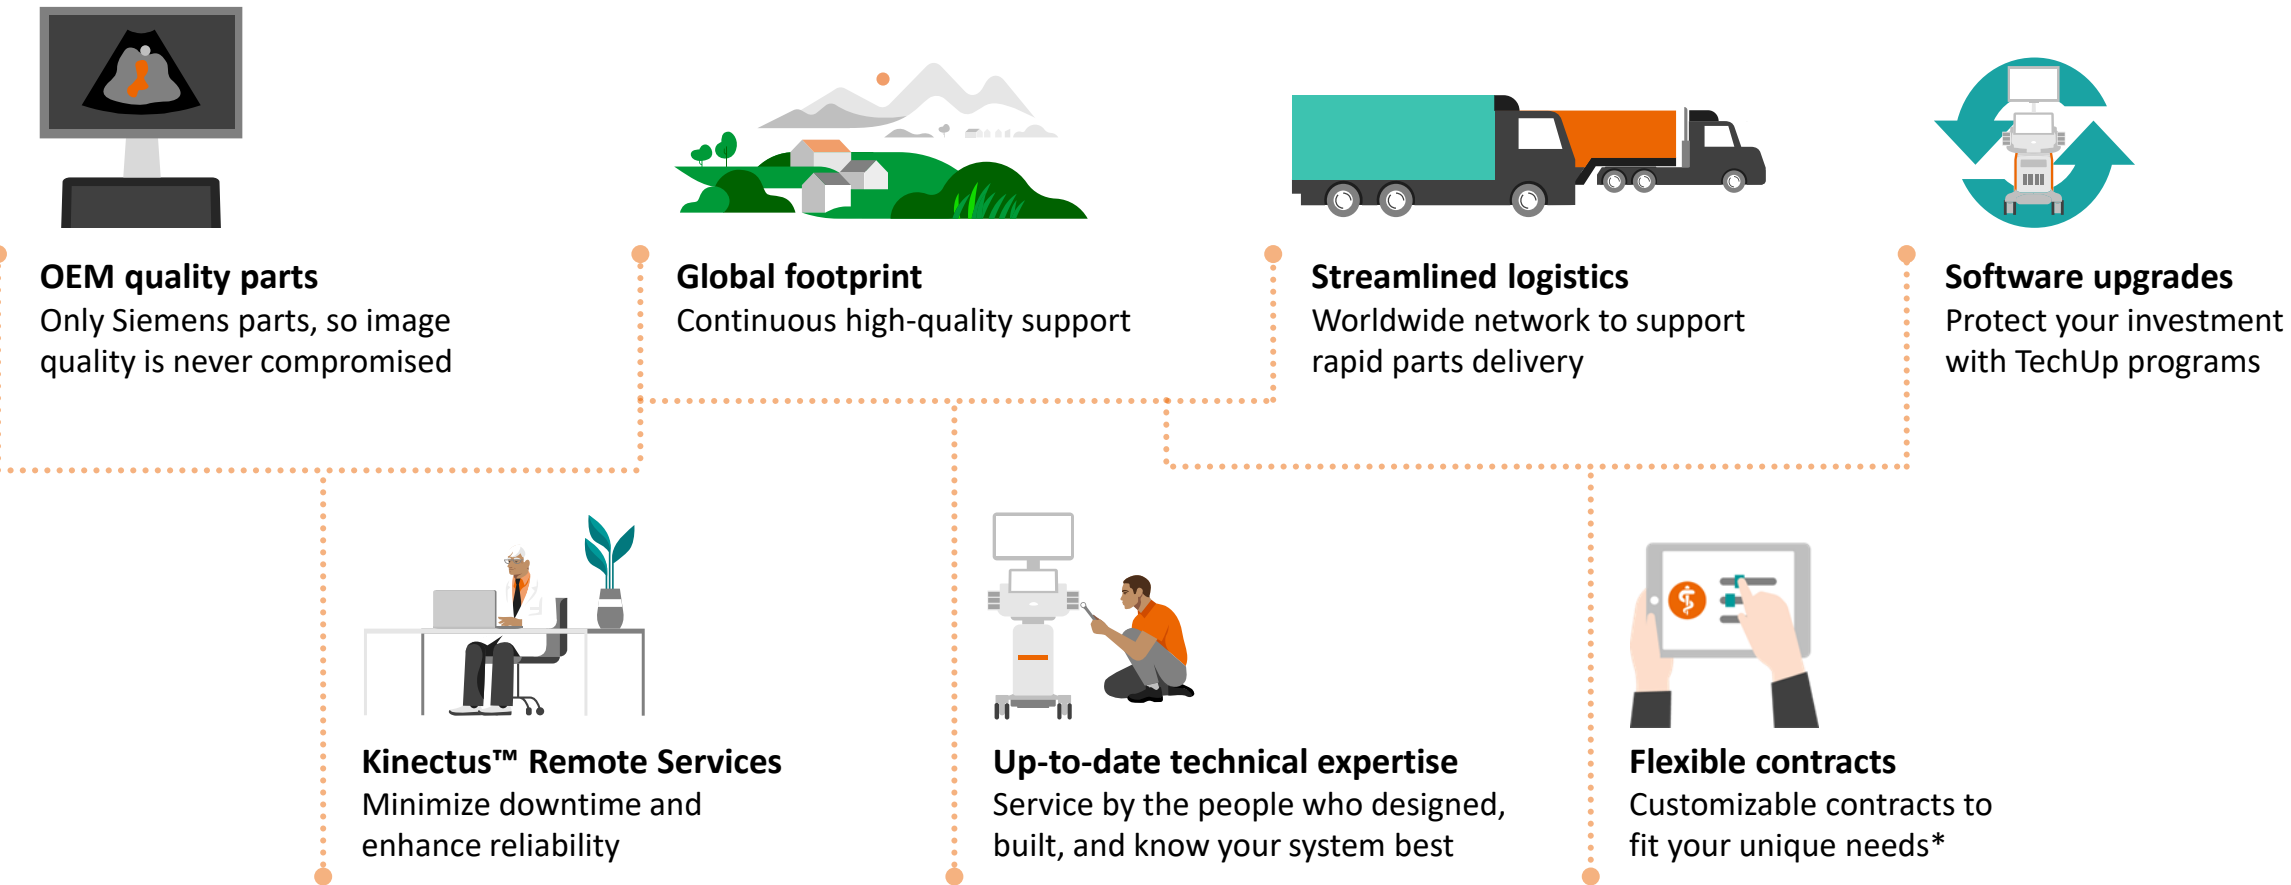 OEM quality parts
Only Siemens parts, so image
quality is never compromised
Global footprint
Continuous high-quality support
Streamlined logistics
Worldwide network to support
rapid parts delivery
Software upgrades
Protect your investment
with TechUp programs
Kinectus™ Remote Services
Minimize downtime and
enhance reliability
Up-to-date technical expertise
Service by the people who designed,
built, and know your system best
Flexible contracts
Customizable contracts to
fit your unique needs*